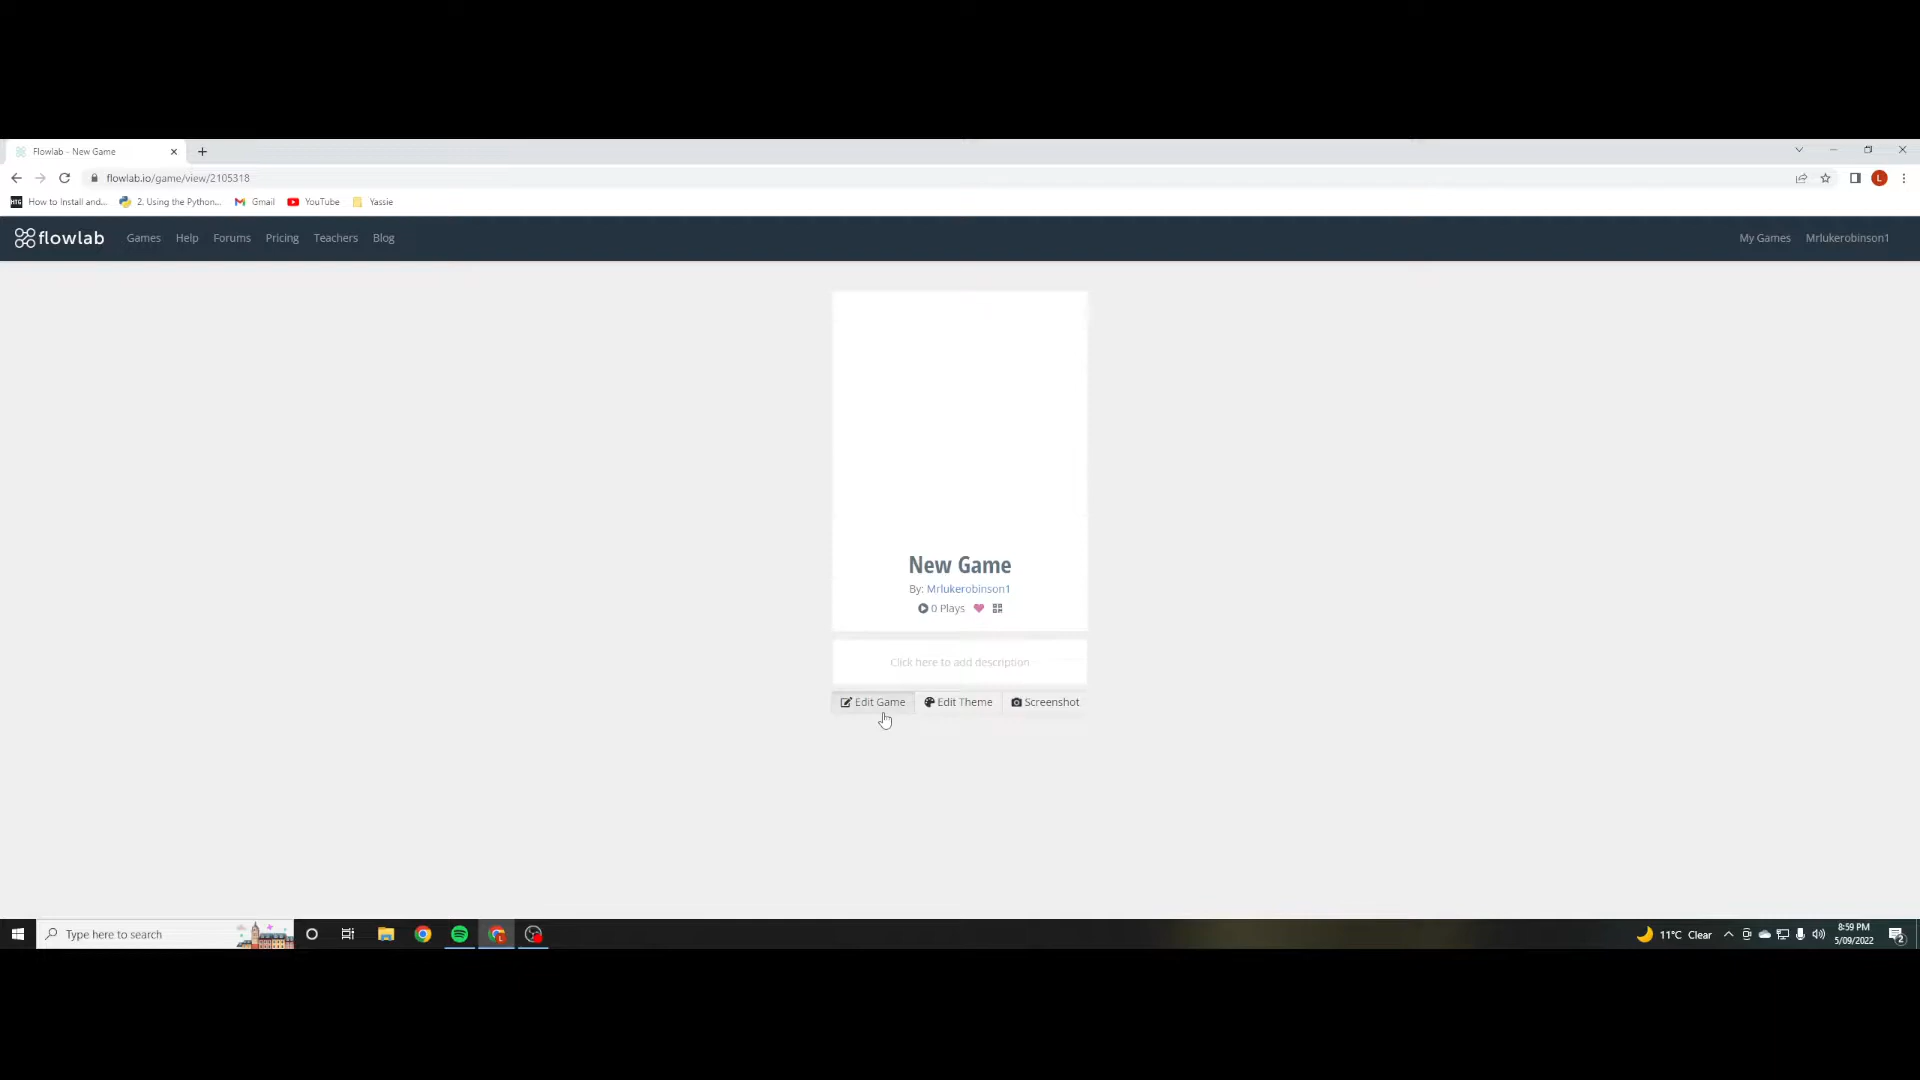 Flowlab - New Game
flowlab.io/game/view/2105318
L
HTG How to Install and... 2. Using the Python... Gmail YouTube Yassie
flowlab Games Help Forums Pricing Teachers Blog My Games Mrlukerobinson1
New Game
By: Mrlukerobinson1
0 Plays
Click here to add description
Edit Game Edit Theme Screenshot
Type here to search
11°C Clear
8:59 PM
5/09/2022
2